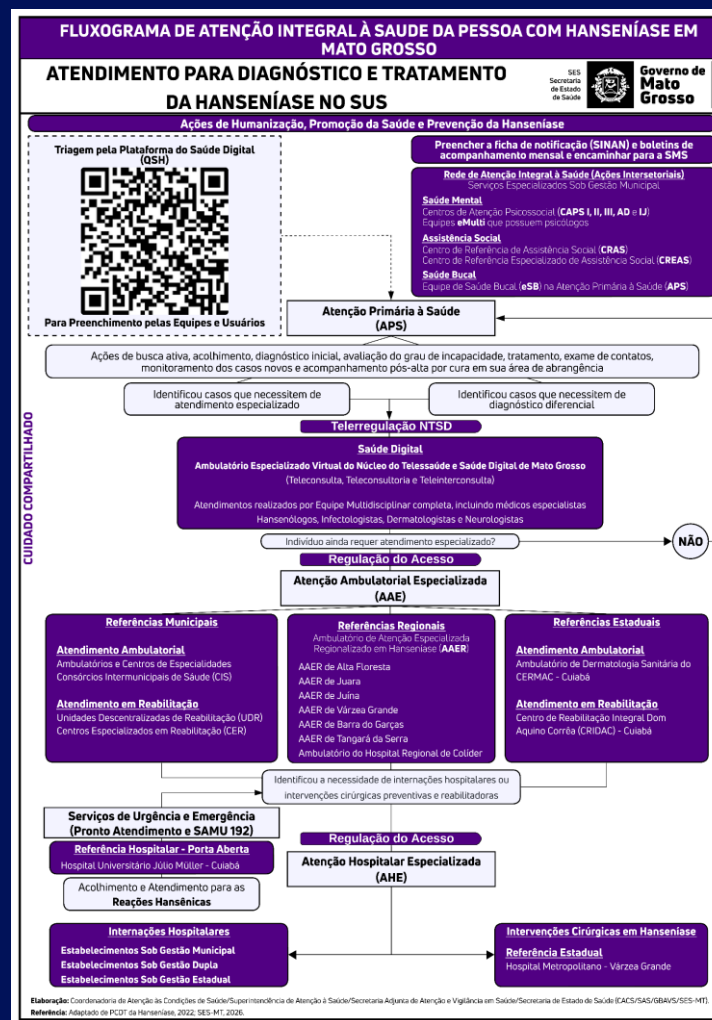 FLUXOGRAMA DE ATENÇÃO INTEGRAL À SAUDE DA PESSOA COM HANSENÍASE EM
MATO GROSSO
ATENDIMENTO PARA DIAGNÓSTICO E TRATAMENTO
DA HANSENÍASE NO SUS
SES
Secretaria
de Estado
de Saúde
Governo de
Mato
Grosso
Ações de Humanização, Promoção da Saúde e Prevenção da Hanseníase
Triagem pela Plataforma do Saúde Digital
(QSH)
Para Preenchimento pelas Equipes e Usuários
Preencher a ficha de notificação (SINAN) e boletins de
acompanhamento mensal e encaminhar para a SMS
Rede de Atenção Integral à Saúde (Ações Intersetoriais)
Serviços Especializados Sob Gestão Municipal
Saúde Mental
Centros de Atenção Psicossocial (CAPS I, II, III, AD e IJ)
Equipes eMulti que possuem psicólogos
Assistência Social
Centro de Referência de Assistência Social (CRAS)
Centro de Referência Especializado de Assistência Social (CREAS)
Saúde Bucal
Equipe de Saúde Bucal (eSB) na Atenção Primária à Saúde (APS)
Atenção Primária à Saúde
(APS)
Ações de busca ativa, acolhimento, diagnóstico inicial, avaliação do grau de incapacidade, tratamento, exame de contatos,
monitoramento dos casos novos e acompanhamento pós-alta por cura em sua área de abrangência
Identificou casos que necessitem de
atendimento especializado
Identificou casos que necessitem de
diagnóstico diferencial
Telerregulação NTSD
Saúde Digital
Ambulatório Especializado Virtual do Núcleo do Telessaúde e Saúde Digital de Mato Grosso
(Teleconsulta, Teleconsultoria e Teleinterconsulta)
Atendimentos realizados por Equipe Multidisciplinar completa, incluindo médicos especialistas
Hansenólogos, Infectologistas, Dermatologistas e Neurologistas
CUIDADO COMPARTILHADO
Indivíduo ainda requer atendimento especializado?
NÃO
Regulação do Acesso
Atenção Ambulatorial Especializada
(AAE)
Referências Municipais
Atendimento Ambulatorial
Ambulatórios e Centros de Especialidades
Consórcios Intermunicipais de Sáude (CIS)
Atendimento em Reabilitação
Unidades Descentralizadas de Reabilitação (UDR)
Centros Especializados em Reabilitação (CER)
Referências Regionais
Ambulatório de Atenção Especializada
Regionalizado em Hanseníase (AAER)
AAER de Alta Floresta
AAER de Juara
AAER de Juína
AAER de Várzea Grande
AAER de Barra do Garças
AAER de Tangará da Serra
Ambulatório do Hospital Regional de Colíder
Referências Estaduais
Atendimento Ambulatorial
Ambulatório de Dermatologia Sanitária do
CERMAC - Cuiabá
Atendimento em Reabilitação
Centro de Reabilitação Integral Dom
Aquino Corrêa (CRIDAC) - Cuiabá
Identificou a necessidade de internações hospitalares ou
intervenções cirúrgicas preventivas e reabilitadoras
Serviços de Urgência e Emergência
(Pronto Atendimento e SAMU 192)
Referência Hospitalar - Porta Aberta
Hospital Universitário Júlio Müller - Cuiabá
Acolhimento e Atendimento para as
Reações Hansênicas
Regulação do Acesso
Atenção Hospitalar Especializada
(AHE)
Internações Hospitalares
Estabelecimentos Sob Gestão Municipal
Estabelecimentos Sob Gestão Dupla
Estabelecimentos Sob Gestão Estadual
Intervenções Cirúrgicas em Hanseníase
Referência Estadual
Hospital Metropolitano - Várzea Grande
Elaboração: Coordenadoria de Atenção às Condições de Saúde/Superintendência de Atenção à Saúde/Secretaria Adjunta de Atenção e Vigilância em Saúde/Secretaria de Estado de Saúde (CACS/SAS/GBAVS/SES-MT).
Referência: Adaptado de PCDT da Hanseníase, 2022; SES-MT, 2026.